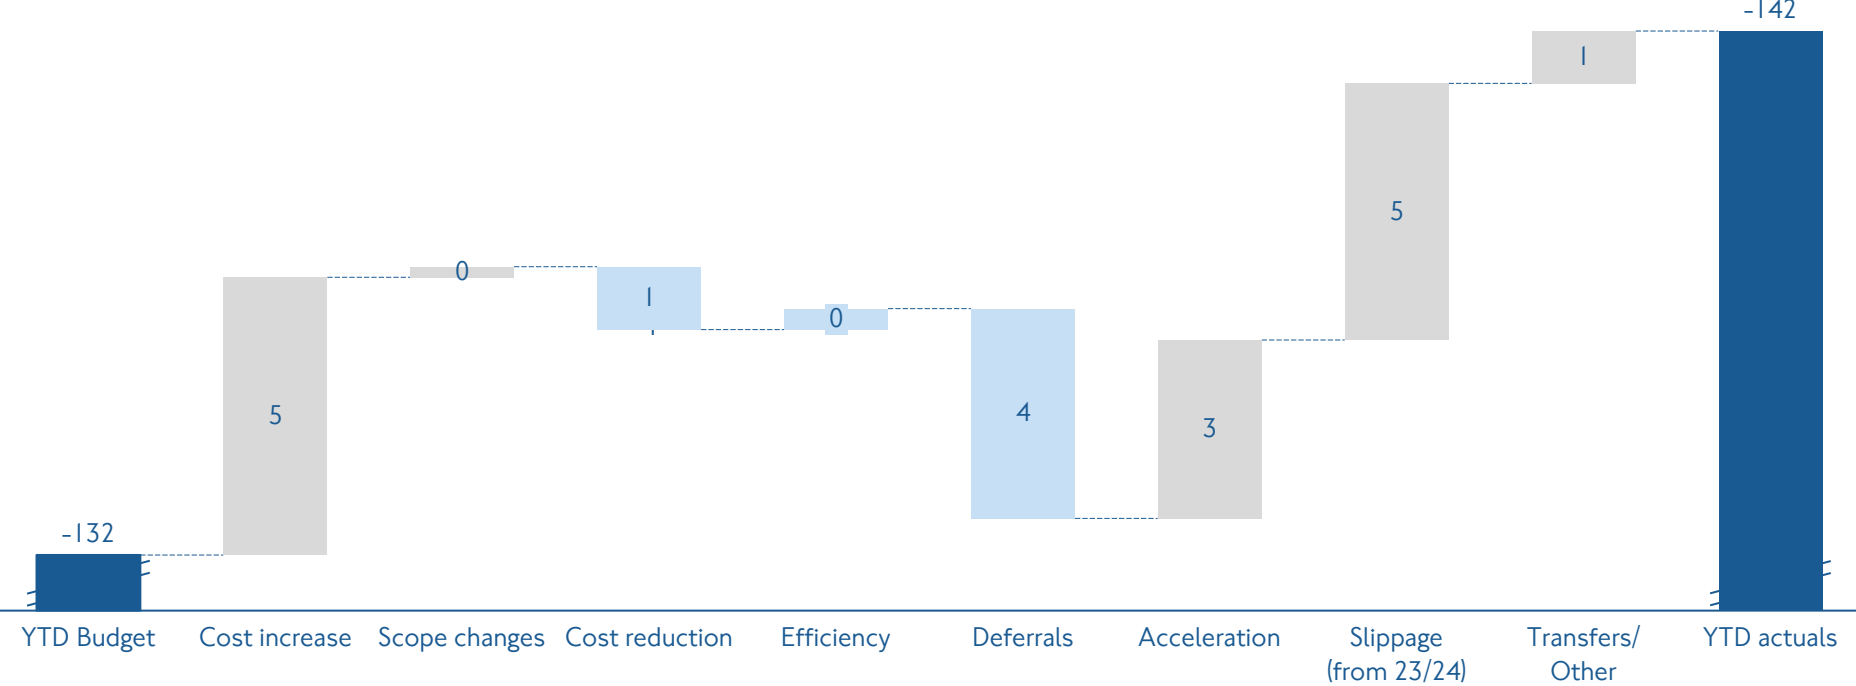 -142
1
5
0
1
0
5
4
3
-132
YTD Budget
Cost increase
Scope changes
Cost reduction
Efficiency
Deferrals
Acceleration
Slippage
(from 23/24)
Transfers/
Other
YTD actuals